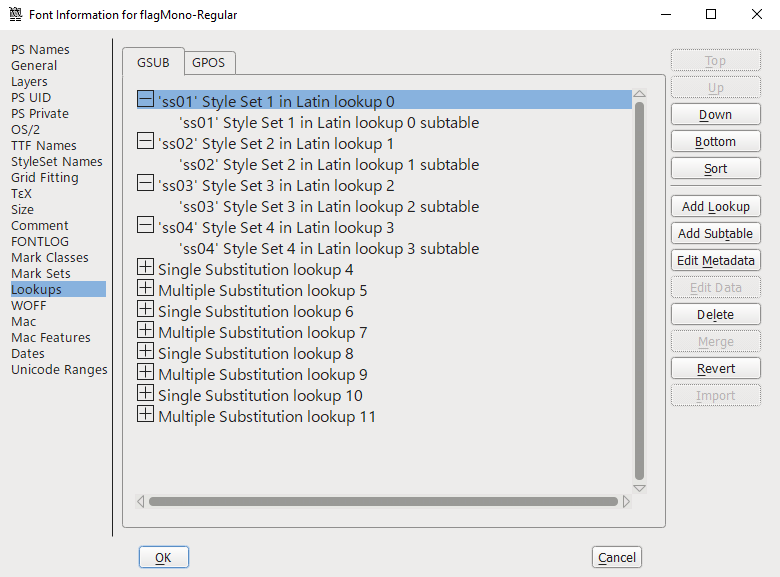 Font Information for flagMono-Regular
PS Names
General
Layers
PS UID
PS Private
OS/2
TTF Names
StyleSet Names
Grid Fitting
TεX
Size
Comment
FONTLOG
Mark Classes
Mark Sets
Lookups
WOFF
Mac
Mac Features
Dates
Unicode Ranges
GSUB
GPOS
'ss01' Style Set 1 in Latin lookup 0
'ss01' Style Set 1 in Latin lookup 0 subtable
'ss02' Style Set 2 in Latin lookup 1
'ss02' Style Set 2 in Latin lookup 1 subtable
'ss03' Style Set 3 in Latin lookup 2
'ss03' Style Set 3 in Latin lookup 2 subtable
'ss04' Style Set 4 in Latin lookup 3
'ss04' Style Set 4 in Latin lookup 3 subtable
Single Substitution lookup 4
Multiple Substitution lookup 5
Single Substitution lookup 6
Multiple Substitution lookup 7
Single Substitution lookup 8
Multiple Substitution lookup 9
Single Substitution lookup 10
Multiple Substitution lookup 11
Top
Up
Down
Bottom
Sort
Add Lookup
Add Subtable
Edit Metadata
Edit Data
Delete
Merge
Revert
Import
OK
Cancel